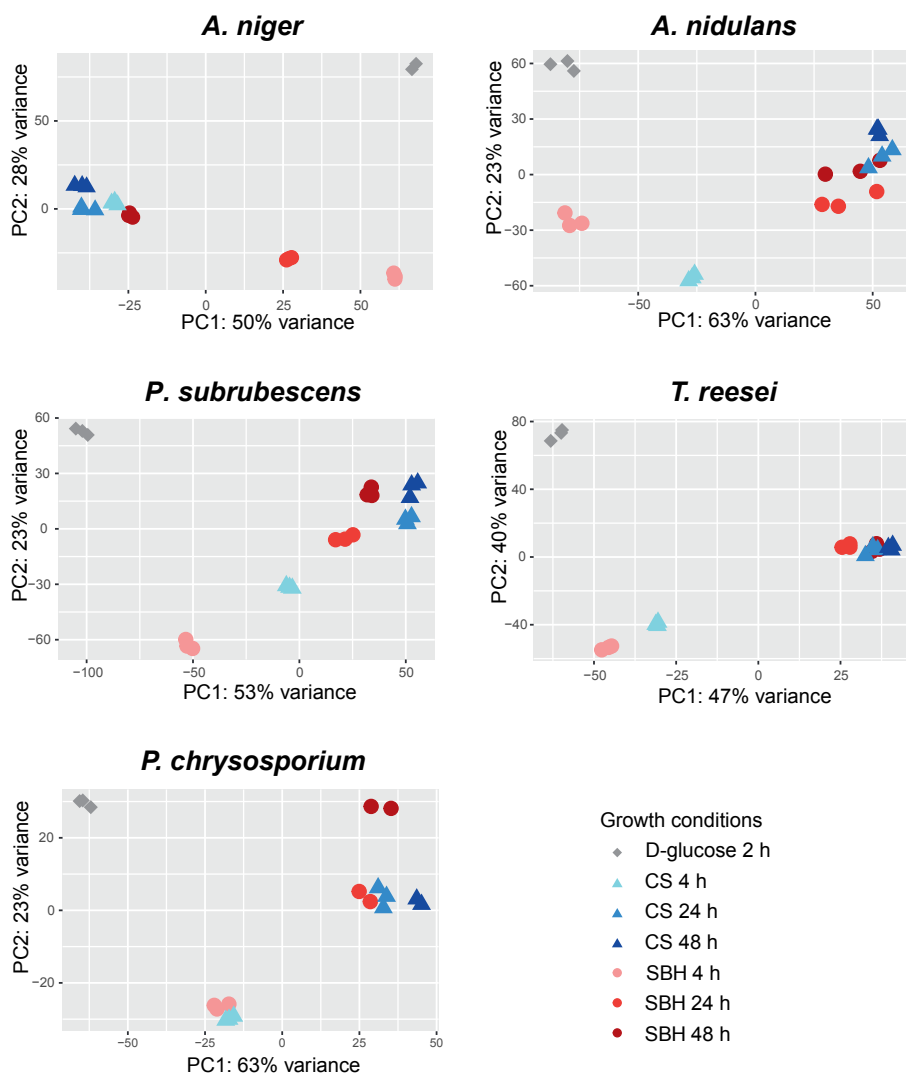 A. niger
PC2: 28% variance
50
0
−25
0
25
50
PC1: 50% variance
A. nidulans
PC2: 23% variance
60
30
0
−30
−60
−50
0
50
PC1: 63% variance
P. subrubescens
PC2: 23% variance
60
30
0
−30
−60
−100
−50
0
50
PC1: 53% variance
T. reesei
PC2: 40% variance
80
40
0
−40
−50
−25
0
25
PC1: 47% variance
P. chrysosporium
PC2: 23% variance
20
0
−20
−50
−25
0
25
50
PC1: 63% variance
Growth conditions
D-glucose 2 h
CS 4 h
CS 24 h
CS 48 h
SBH 4 h
SBH 24 h
SBH 48 h